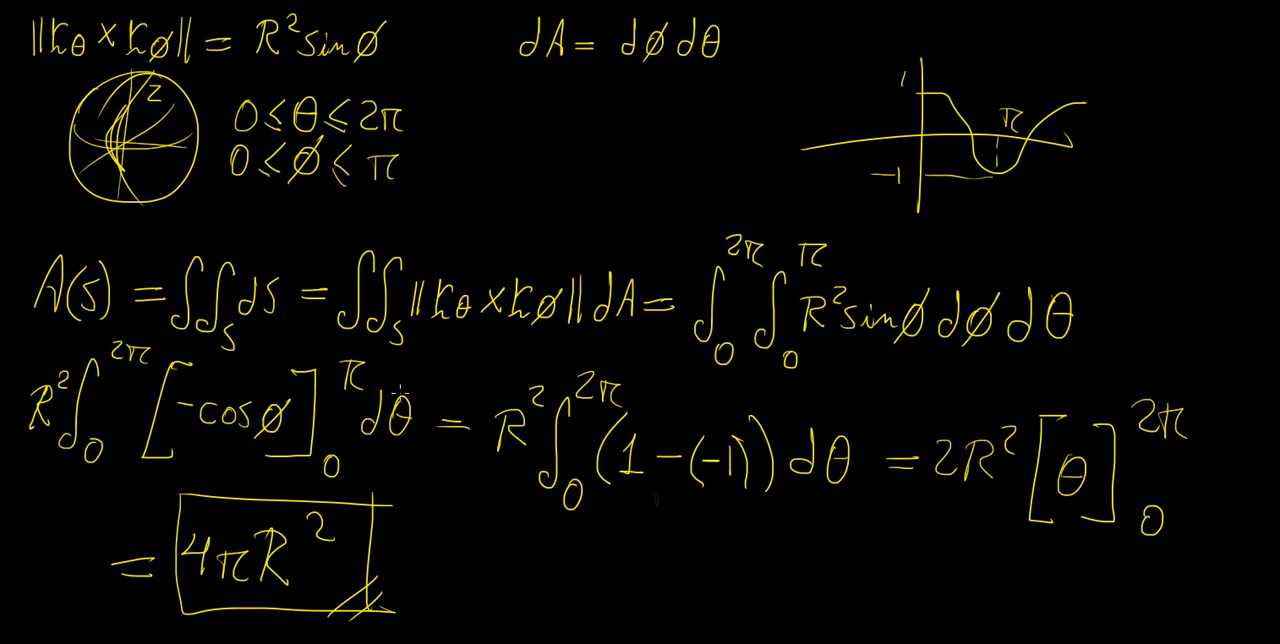 ‖r_θ × r_φ‖ = R² sin φ    dA = dφ dθ
z    0 ≤ θ ≤ 2π    1    π
0 ≤ φ ≤ π    -1
A(S) = ∬_S dS = ∬_S ‖r_θ × r_φ‖ dA = ∫_0^{2π} ∫_0^π R² sin φ dφ dθ
R² ∫_0^{2π} [-cos φ]_0^π dθ = R² ∫_0^{2π} (1 - (-1)) dθ = 2R² [θ]_0^{2π}
= 4πR²